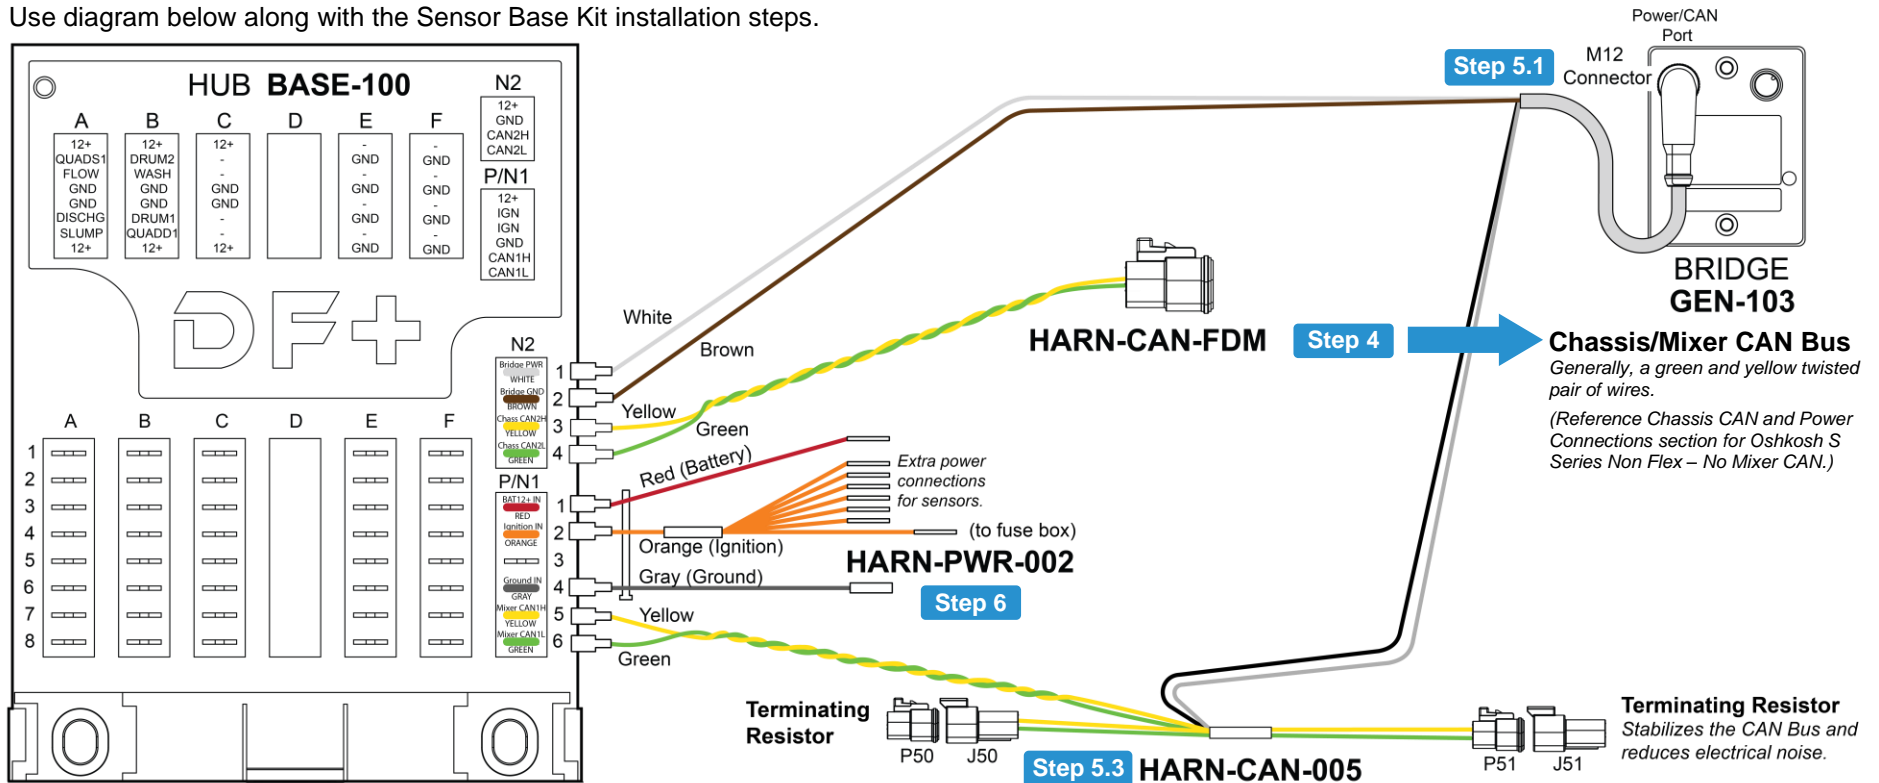 Use diagram below along with the Sensor Base Kit installation steps.
HUB BASE-100
A
12+
QUADS1
FLOW
GND
GND
DISCHG
SLUMP
12+
B
12+
DRUM2
WASH
GND
GND
DRUM1
QUADD1
12+
C
12+
-
-
GND
GND
-
-
12+
D
E
-
GND
-
GND
-
GND
-
GND
F
-
GND
-
GND
-
GND
-
GND
N2
12+
GND
CAN2H
CAN2L
P/N1
12+
IGN
IGN
GND
CAN1H
CAN1L
DF+
A B C D E F
1
2
3
4
5
6
7
8
N2
Bridge PWR
WHITE
1
Bridge GND
BROWN
2
Chass CAN2H
YELLOW
3
Chass CAN2L
GREEN
4
P/N1
BAT12+ IN
RED
1
Ignition IN
ORANGE
2
3
Ground IN
GRAY
4
Mixer CAN1H
YELLOW
5
Mixer CAN1L
GREEN
6
White
Brown
Yellow
Green
Red (Battery)
Extra power
connections
for sensors.
(to fuse box)
Orange (Ignition)
HARN-PWR-002
Gray (Ground)
Step 6
Yellow
Green
HARN-CAN-FDM
Step 4
Step 5.1
Power/CAN
Port
M12
Connector
BRIDGE
GEN-103
Chassis/Mixer CAN Bus
Generally, a green and yellow twisted
pair of wires.
(Reference Chassis CAN and Power
Connections section for Oshkosh S
Series Non Flex – No Mixer CAN.)
Terminating
Resistor
P50
J50
Step 5.3
HARN-CAN-005
P51
J51
Terminating Resistor
Stabilizes the CAN Bus and
reduces electrical noise.